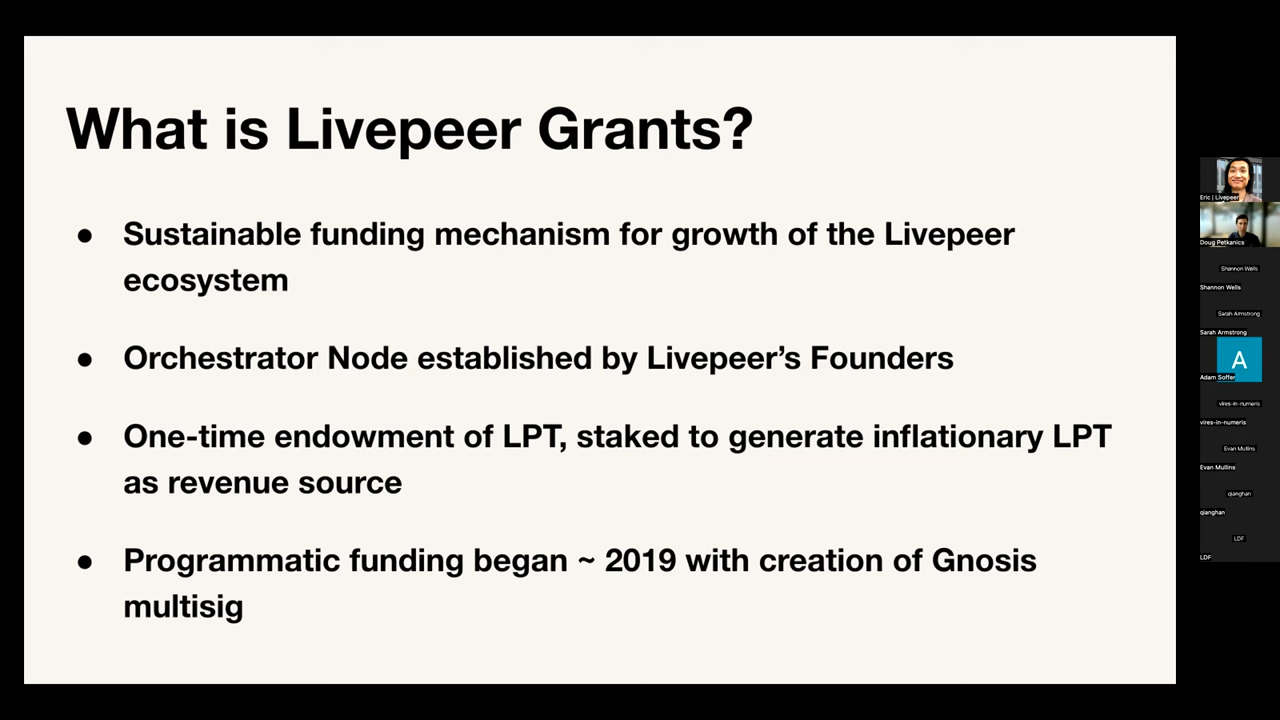 What is Livepeer Grants?
● Sustainable funding mechanism for growth of the Livepeer
ecosystem
● Orchestrator Node established by Livepeer’s Founders
● One-time endowment of LPT, staked to generate inflationary LPT
as revenue source
● Programmatic funding began ~ 2019 with creation of Gnosis
multisig
Eric | Livepeer
Doug Petkanics
Shannon Wells
Shannon Wells
Sarah Armstrong
Sarah Armstrong
A
Adam Soffer
vires-in-numeris
vires-in-numeris
Evan Mullins
Evan Mullins
qianghan
qianghan
LDF
LDF